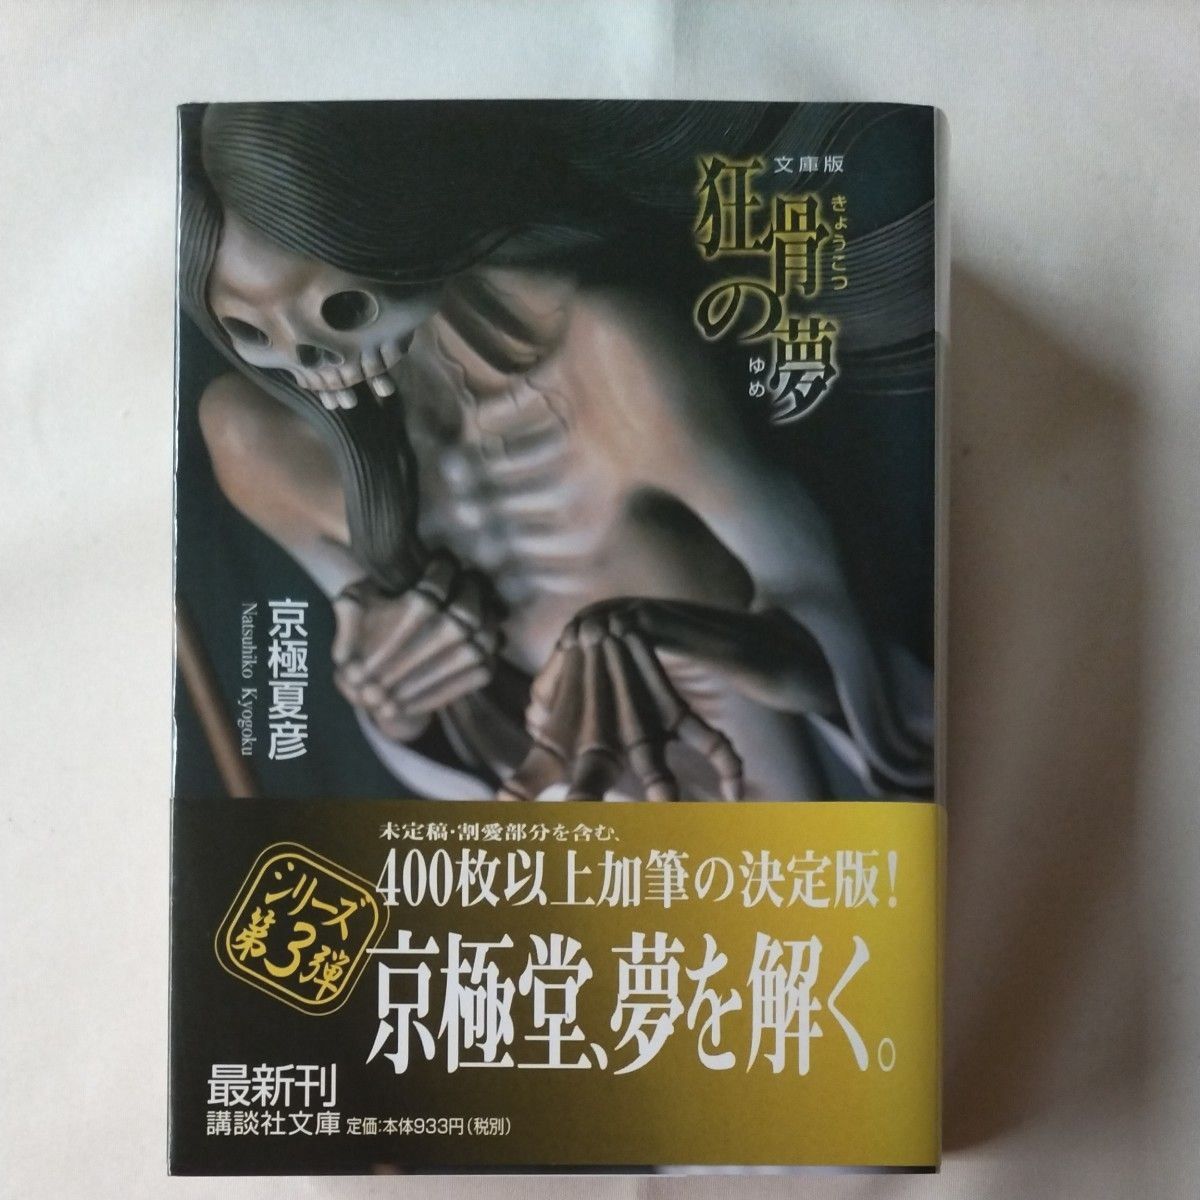 文庫版
狂骨の夢
きょうこつ
ゆめ
京極夏彦
Natsuhiko Kyogoku
未定稿・割愛部分を含む、
400枚以上加筆の決定版!
京極堂、夢を解く。
シリーズ
第3弾
最新刊
講談社文庫 定価:本体933円(税別)